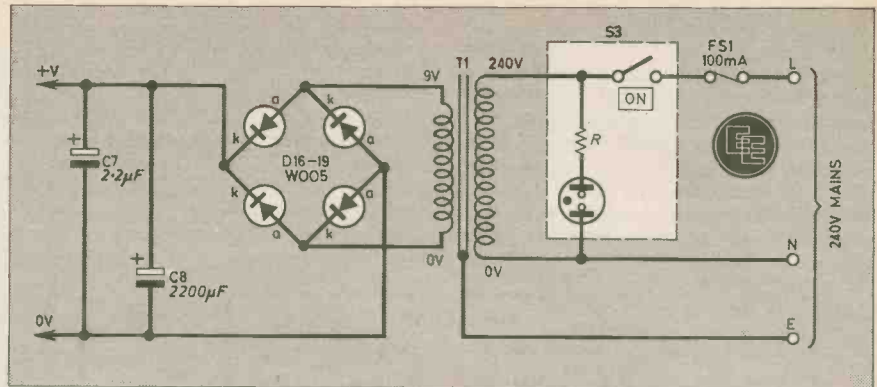 S3
FS1
100mA
L
+V
9V
T1
240V
ON
a
k
a
k
R
C7
2·2µF
D16-19
W005
EE
240V MAINS
k
a
k
a
C8
2200µF
0V
0V
N
0V
E